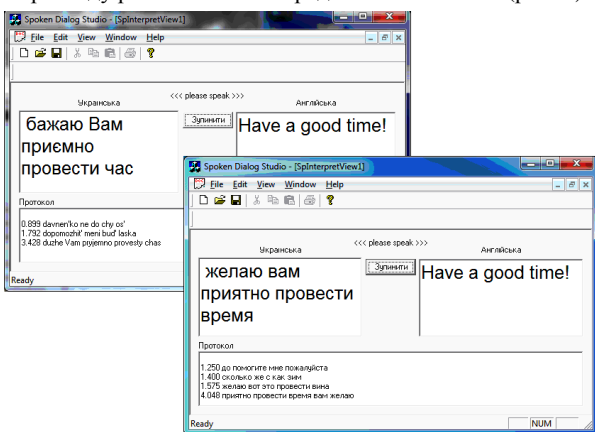 Spoken Dialog Studio - [SpInterpretView1]
File Edit View Window Help
<<< please speak >>>
Українська
Англійська
Зупинити
бажаю Вам
приємно
провести час
Have a good time!
Протокол
0.899 davnen'ko ne do chy os'
1.792 dopomozhit' meni bud' laska
3.428 duzhe Vam pryjemno provesty chas
Ready
Spoken Dialog Studio - [SpInterpretView1]
File Edit View Window Help
<<< please speak >>>
Українська
Англійська
Зупинити
желаю вам
приятно провести
время
Have a good time!
Протокол
1.250 до помогите мне пожалуйста
1.400 сколько же с как зим
1.575 желаю вот это провести вина
4.048 приятно провести время вам желаю
Ready
NUM